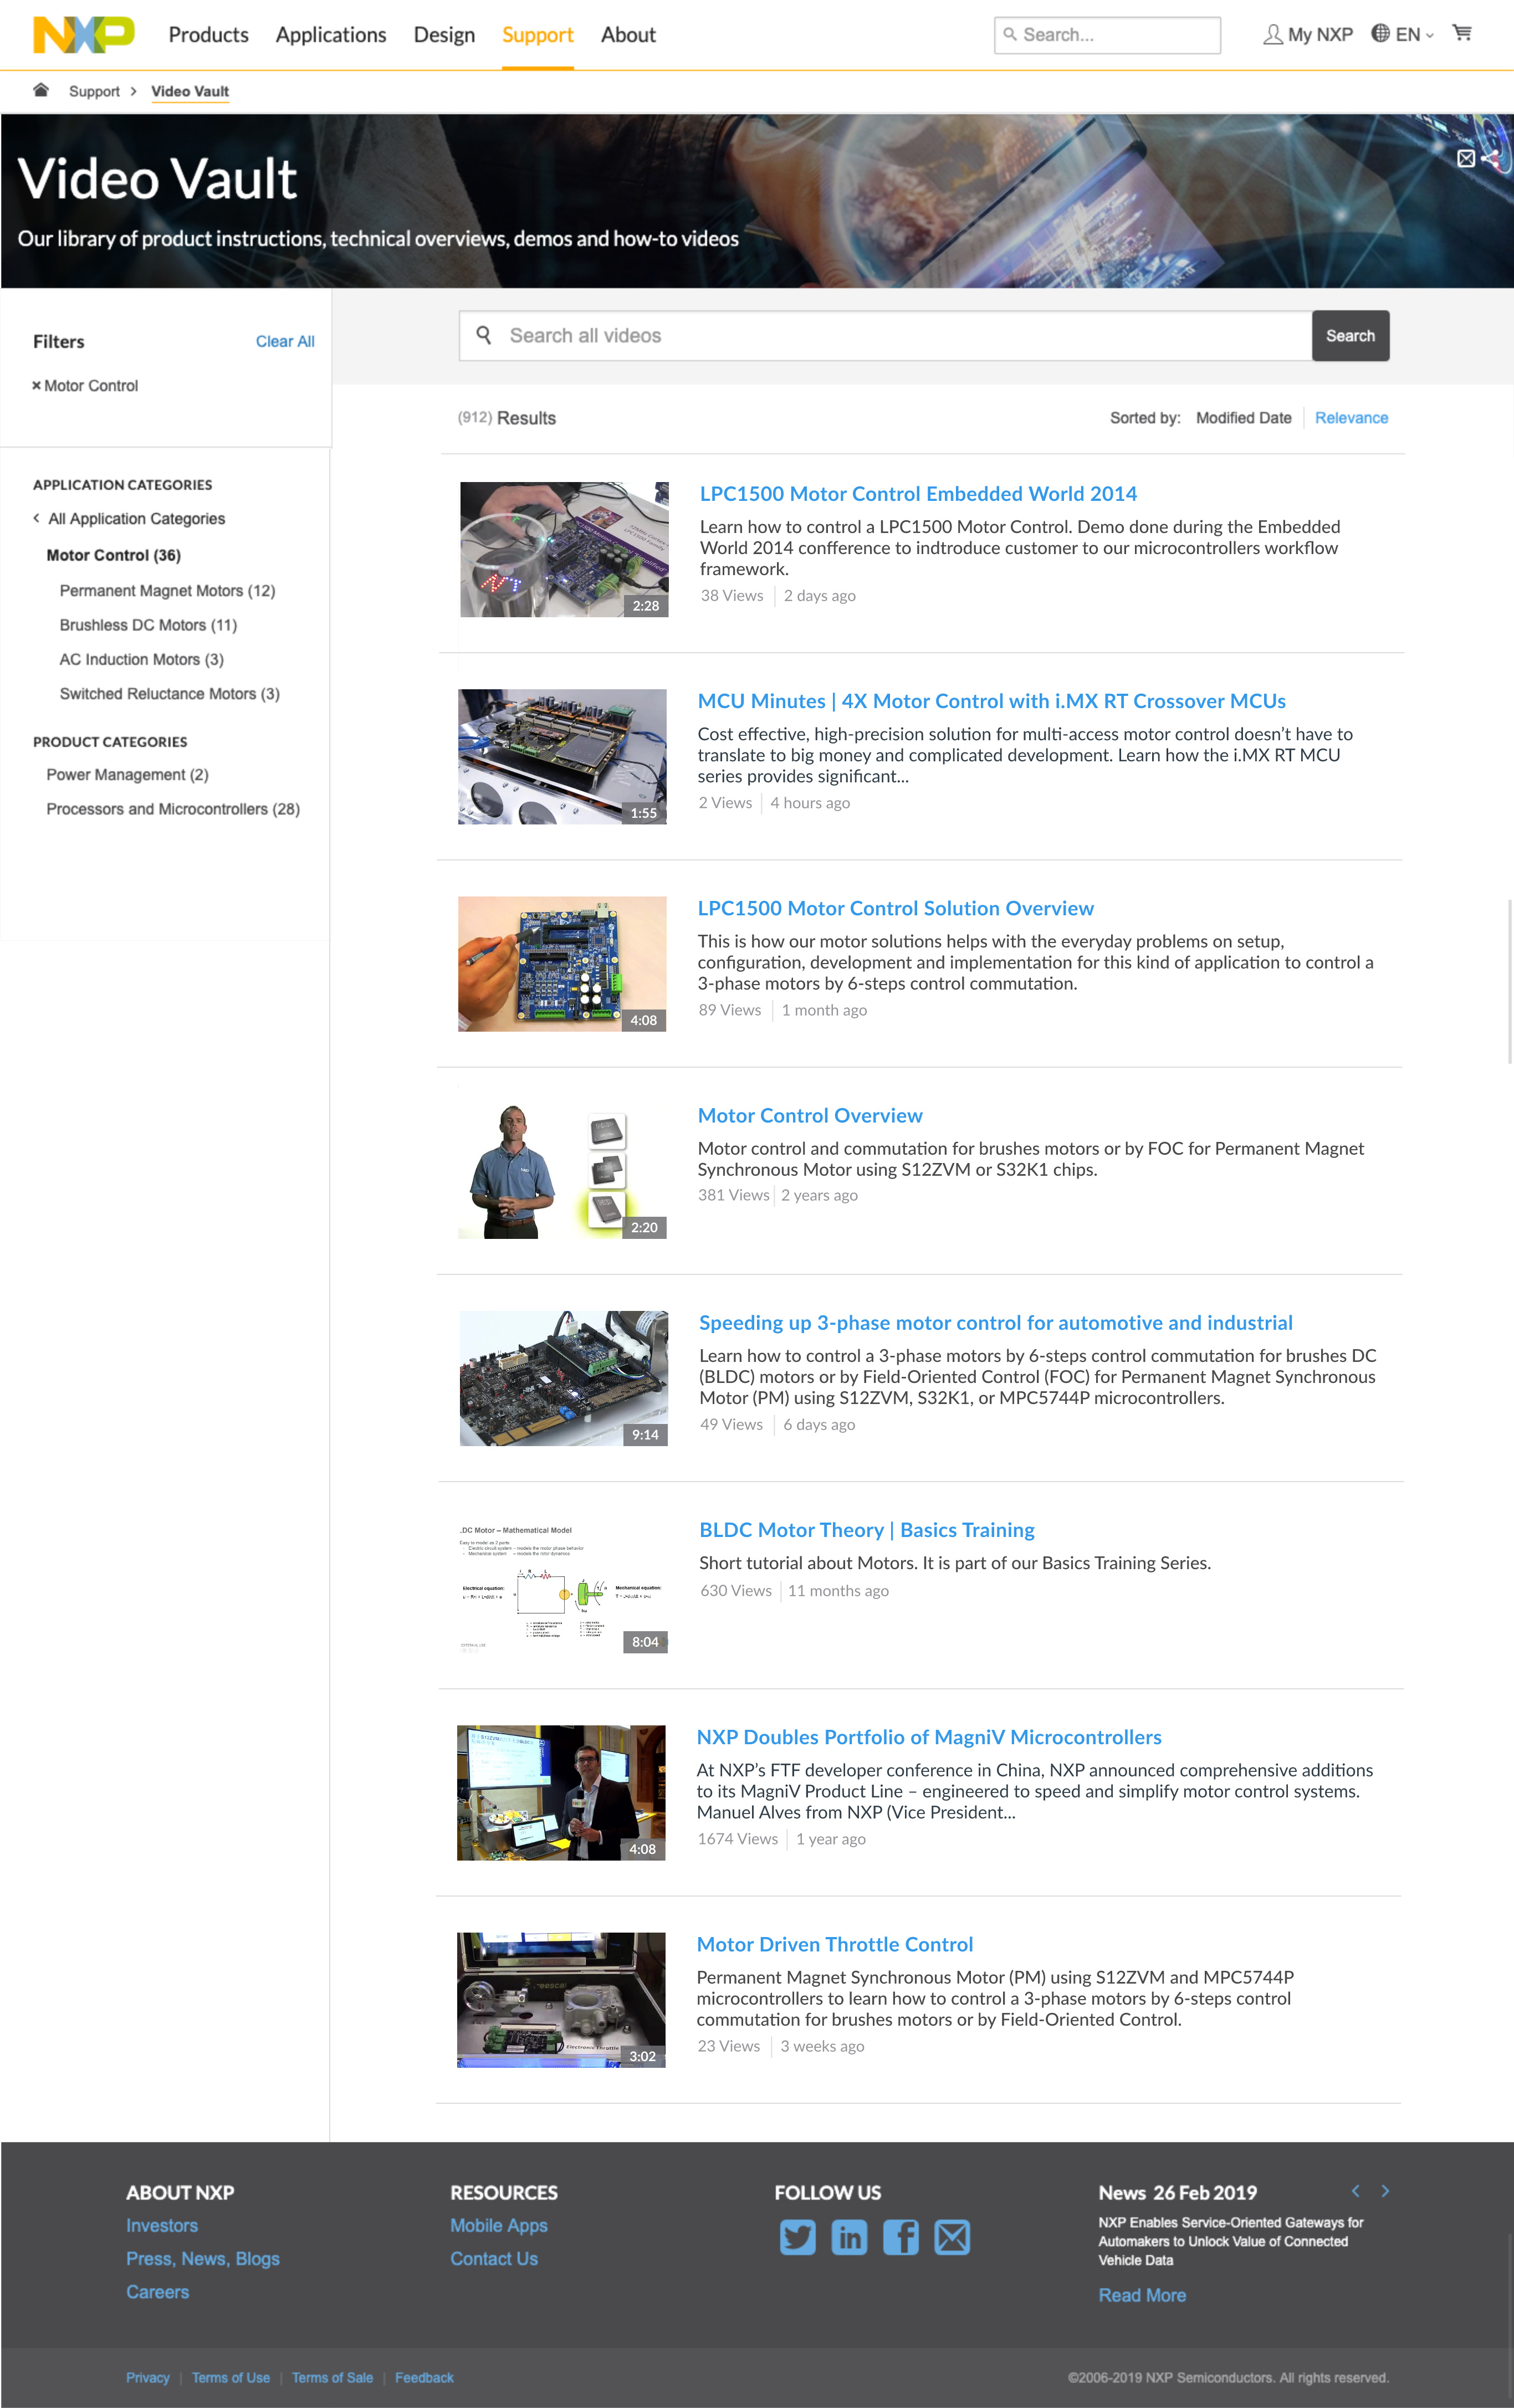 NXP
Products Applications Design Support About
Search...
My NXP EN
Support > Video Vault
Video Vault
Our library of product instructions, technical overviews, demos and how-to videos
Filters Clear All
× Motor Control
APPLICATION CATEGORIES
< All Application Categories
Motor Control (36)
Permanent Magnet Motors (12)
Brushless DC Motors (11)
AC Induction Motors (3)
Switched Reluctance Motors (3)
PRODUCT CATEGORIES
Power Management (2)
Processors and Microcontrollers (28)
Search all videos Search
(912) Results
Sorted by: Modified Date Relevance
2:28
LPC1500 Motor Control Embedded World 2014
Learn how to control a LPC1500 Motor Control. Demo done during the Embedded
World 2014 confference to indtroduce customer to our microcontrollers workflow
framework.
38 Views 2 days ago
1:55
MCU Minutes | 4X Motor Control with i.MX RT Crossover MCUs
Cost effective, high-precision solution for multi-access motor control doesn't have to
translate to big money and complicated development. Learn how the i.MX RT MCU
series provides significant...
2 Views 4 hours ago
4:08
LPC1500 Motor Control Solution Overview
This is how our motor solutions helps with the everyday problems on setup,
configuration, development and implementation for this kind of application to control a
3-phase motors by 6-steps control commutation.
89 Views 1 month ago
2:20
Motor Control Overview
Motor control and commutation for brushes motors or by FOC for Permanent Magnet
Synchronous Motor using S12ZVM or S32K1 chips.
381 Views 2 years ago
9:14
Speeding up 3-phase motor control for automotive and industrial
Learn how to control a 3-phase motors by 6-steps control commutation for brushes DC
(BLDC) motors or by Field-Oriented Control (FOC) for Permanent Magnet Synchronous
Motor (PM) using S12ZVM, S32K1, or MPC5744P microcontrollers.
49 Views 6 days ago
.DC Motor – Mathematical Model
Easy to model as 3 parts
Electrical equation:
Mechanical equation:
8:04
BLDC Motor Theory | Basics Training
Short tutorial about Motors. It is part of our Basics Training Series.
630 Views 11 months ago
4:08
NXP Doubles Portfolio of MagniV Microcontrollers
At NXP's FTF developer conference in China, NXP announced comprehensive additions
to its MagniV Product Line – engineered to speed and simplify motor control systems.
Manuel Alves from NXP (Vice President...
1674 Views 1 year ago
Electronic Throttle
3:02
Motor Driven Throttle Control
Permanent Magnet Synchronous Motor (PM) using S12ZVM and MPC5744P
microcontrollers to learn how to control a 3-phase motors by 6-steps control
commutation for brushes motors or by Field-Oriented Control.
23 Views 3 weeks ago
ABOUT NXP
Investors
Press, News, Blogs
Careers
RESOURCES
Mobile Apps
Contact Us
FOLLOW US
News 26 Feb 2019 < >
NXP Enables Service-Oriented Gateways for
Automakers to Unlock Value of Connected
Vehicle Data
Read More
Privacy | Terms of Use | Terms of Sale | Feedback
©2006-2019 NXP Semiconductors. All rights reserved.